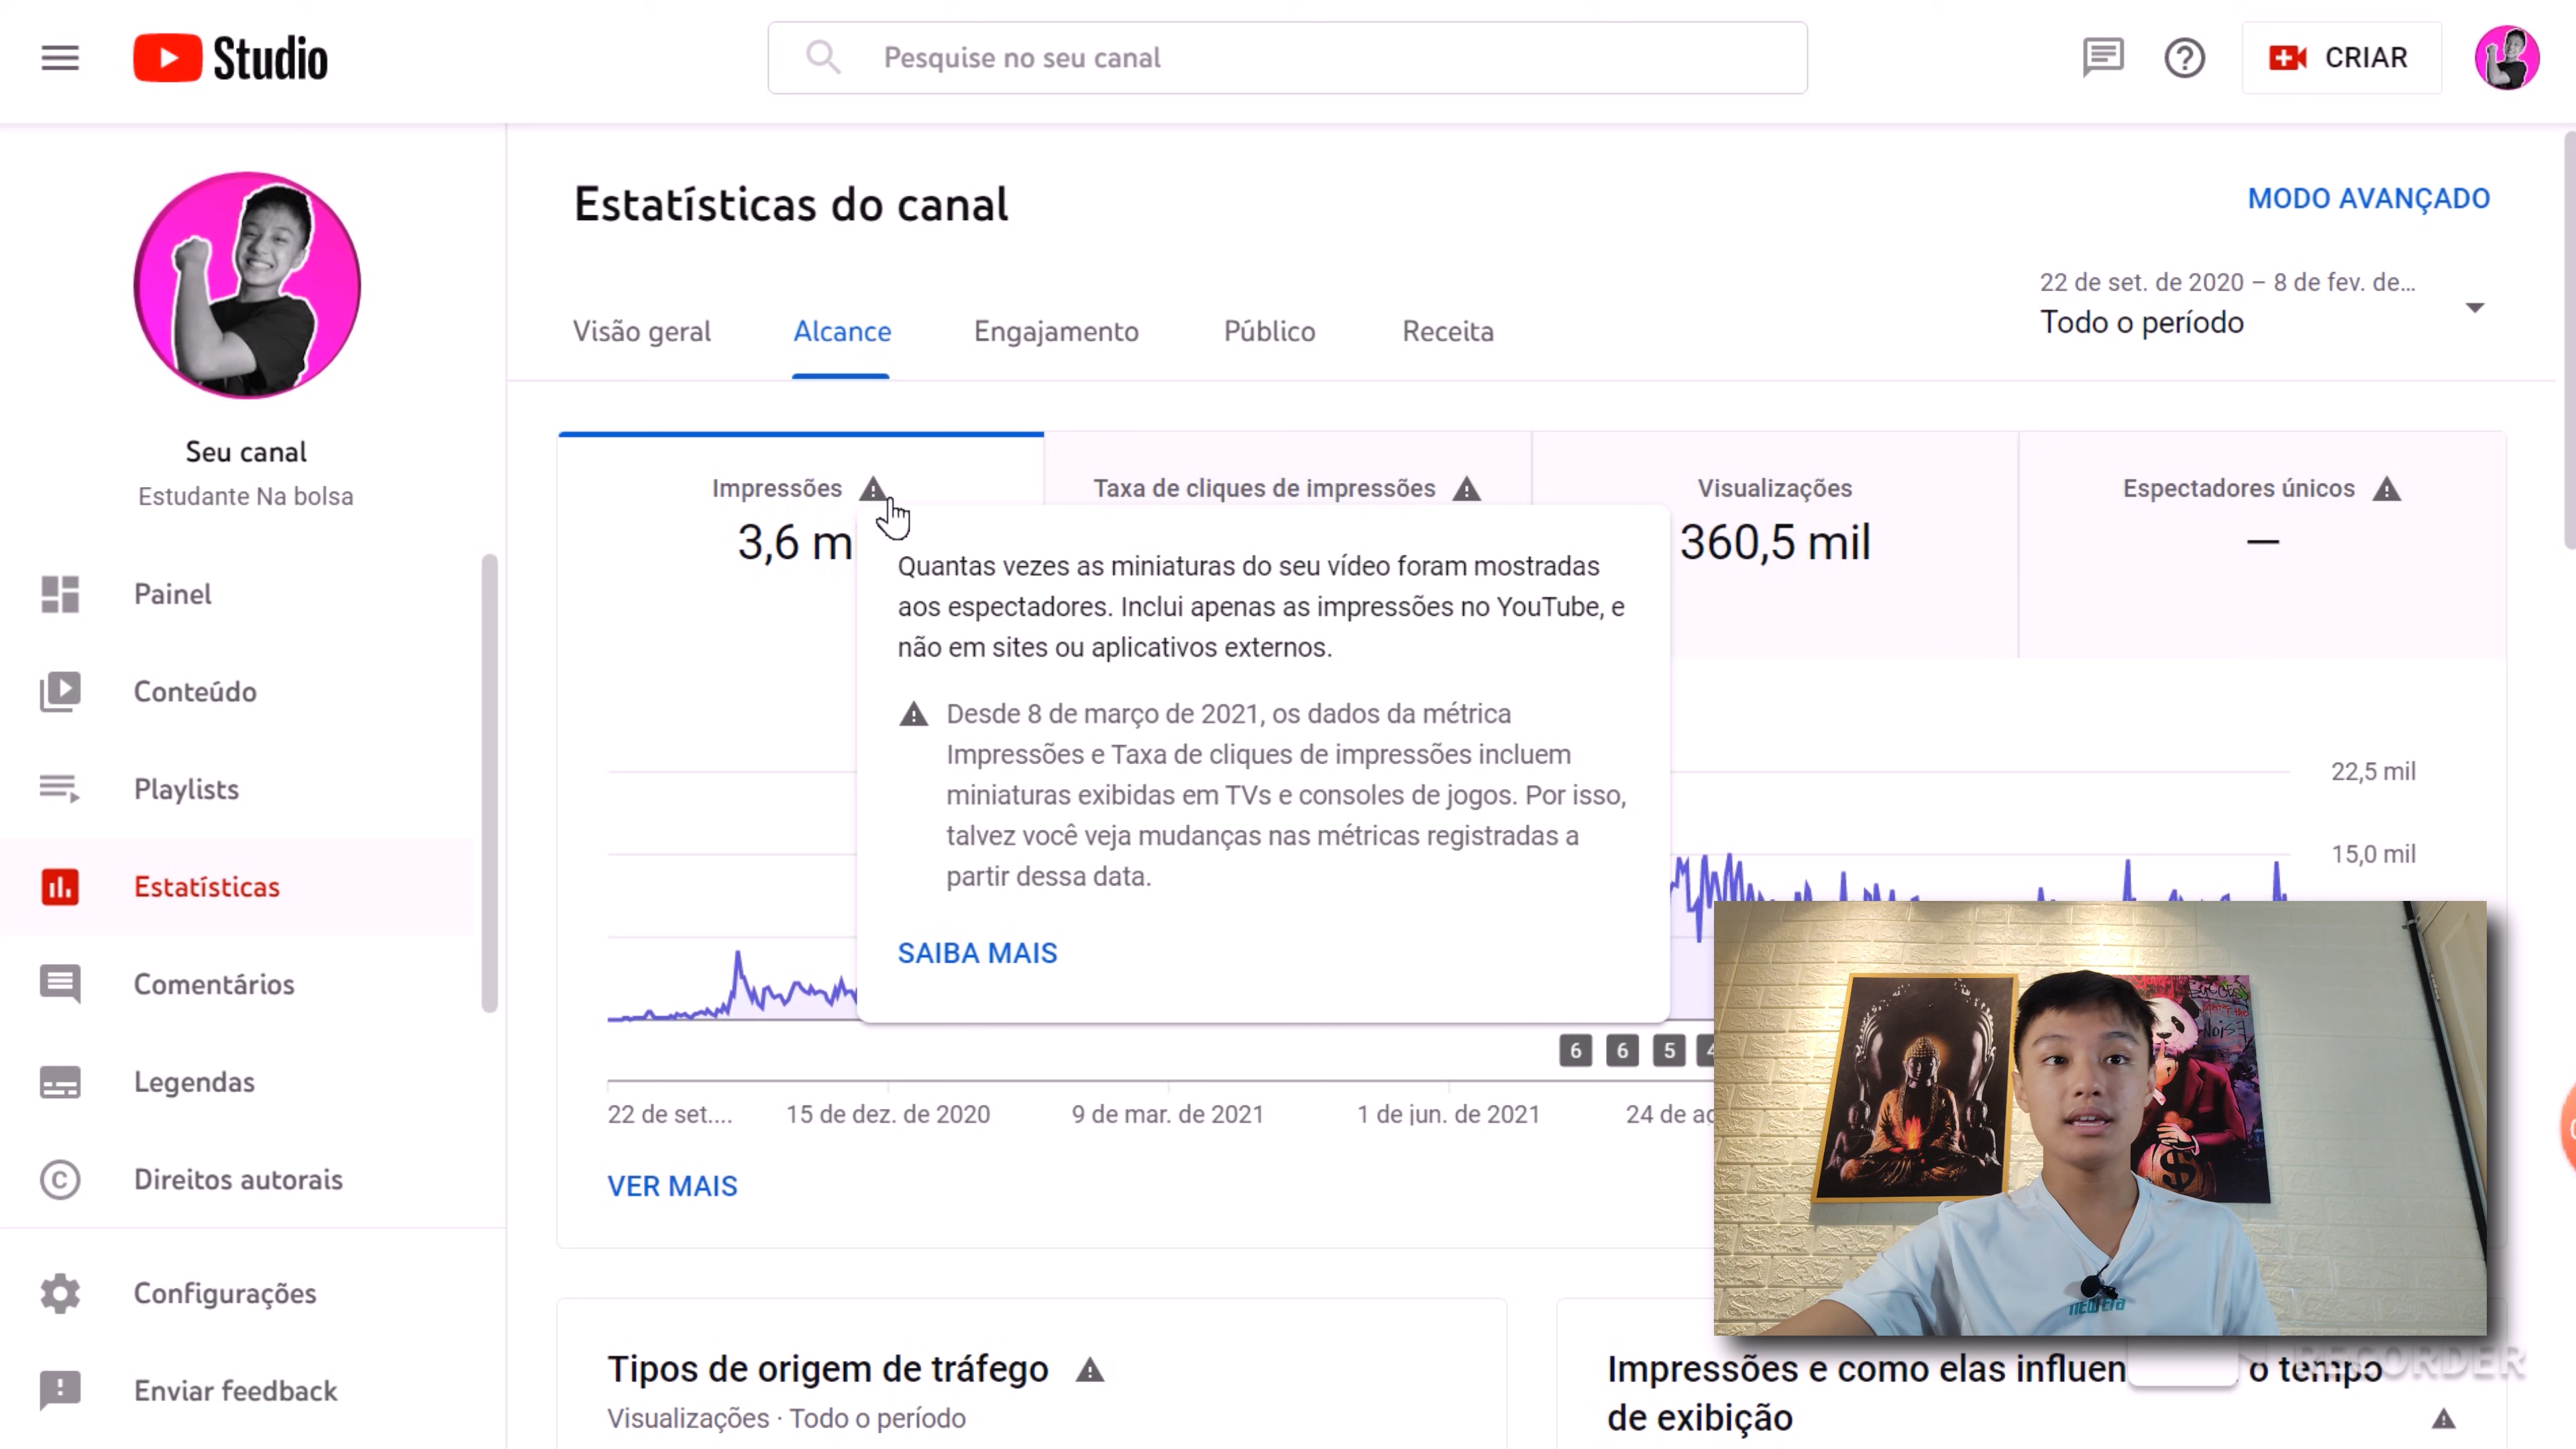 Studio
Pesquise no seu canal
CRIAR
Seu canal
Estudante Na bolsa
Painel
Conteúdo
Playlists
Estatísticas
Comentários
Legendas
Direitos autorais
Configurações
Enviar feedback
Estatísticas do canal
MODO AVANÇADO
22 de set. de 2020 – 8 de fev. de...
Todo o período
Visão geral
Alcance
Engajamento
Público
Receita
Impressões
3,6 m
Taxa de cliques de impressões
Visualizações
360,5 mil
Espectadores únicos
—
Quantas vezes as miniaturas do seu vídeo foram mostradas
aos espectadores. Inclui apenas as impressões no YouTube, e
não em sites ou aplicativos externos.
Desde 8 de março de 2021, os dados da métrica
Impressões e Taxa de cliques de impressões incluem
miniaturas exibidas em TVs e consoles de jogos. Por isso,
talvez você veja mudanças nas métricas registradas a
partir dessa data.
SAIBA MAIS
22,5 mil
15,0 mil
6 6 5 4
22 de set.... 15 de dez. de 2020 9 de mar. de 2021 1 de jun. de 2021 24 de
VER MAIS
NOISE
$
new era
Tipos de origem de tráfego
Visualizações · Todo o período
Impressões e como elas influen o tempo
de exibição
RECORDER